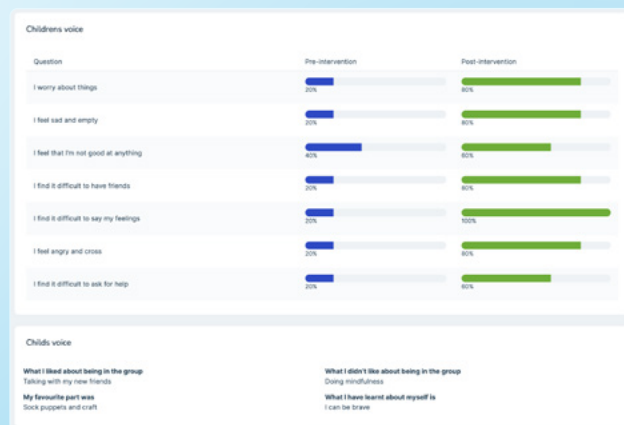 Childrens voice
Question Pre-intervention Post-intervention
I worry about things 20% 80%
I feel sad and empty 20% 80%
I feel that I'm not good at anything 40% 60%
I find it difficult to have friends 20% 80%
I find it difficult to say my feelings 20% 100%
I feel angry and cross 20% 80%
I find it difficult to ask for help 20% 60%
Childs voice
What I liked about being in the group What I didn't like about being in the group
Talking with my new friends Doing mindfulness
My favourite part was What I have learnt about myself is
Sock puppets and craft I can be brave